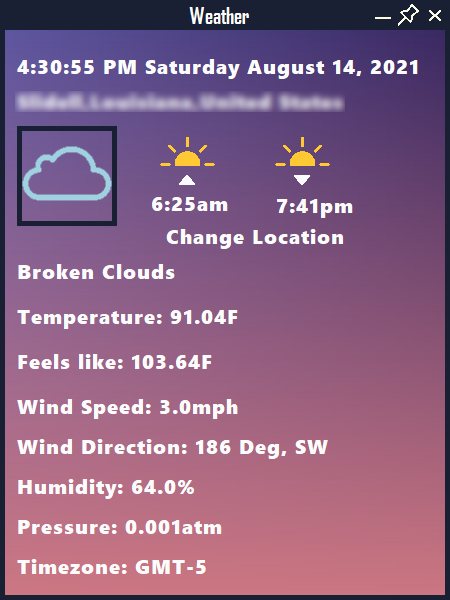 Weather
4:30:55 PM Saturday August 14, 2021
6:25am
7:41pm
Change Location
Broken Clouds
Temperature: 91.04F
Feels like: 103.64F
Wind Speed: 3.0mph
Wind Direction: 186 Deg, SW
Humidity: 64.0%
Pressure: 0.001atm
Timezone: GMT-5